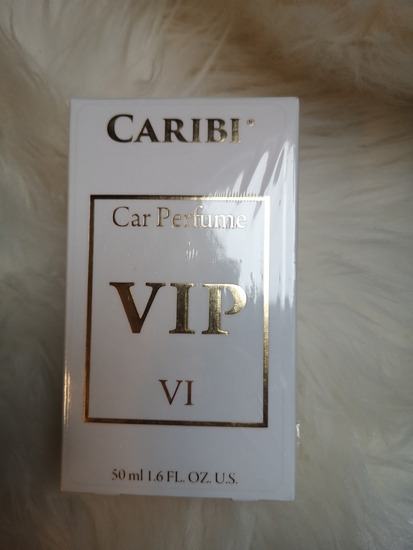 CARIBI®
Car Perfume
VIP
VI
50 ml 1.6 FL. OZ. U.S.